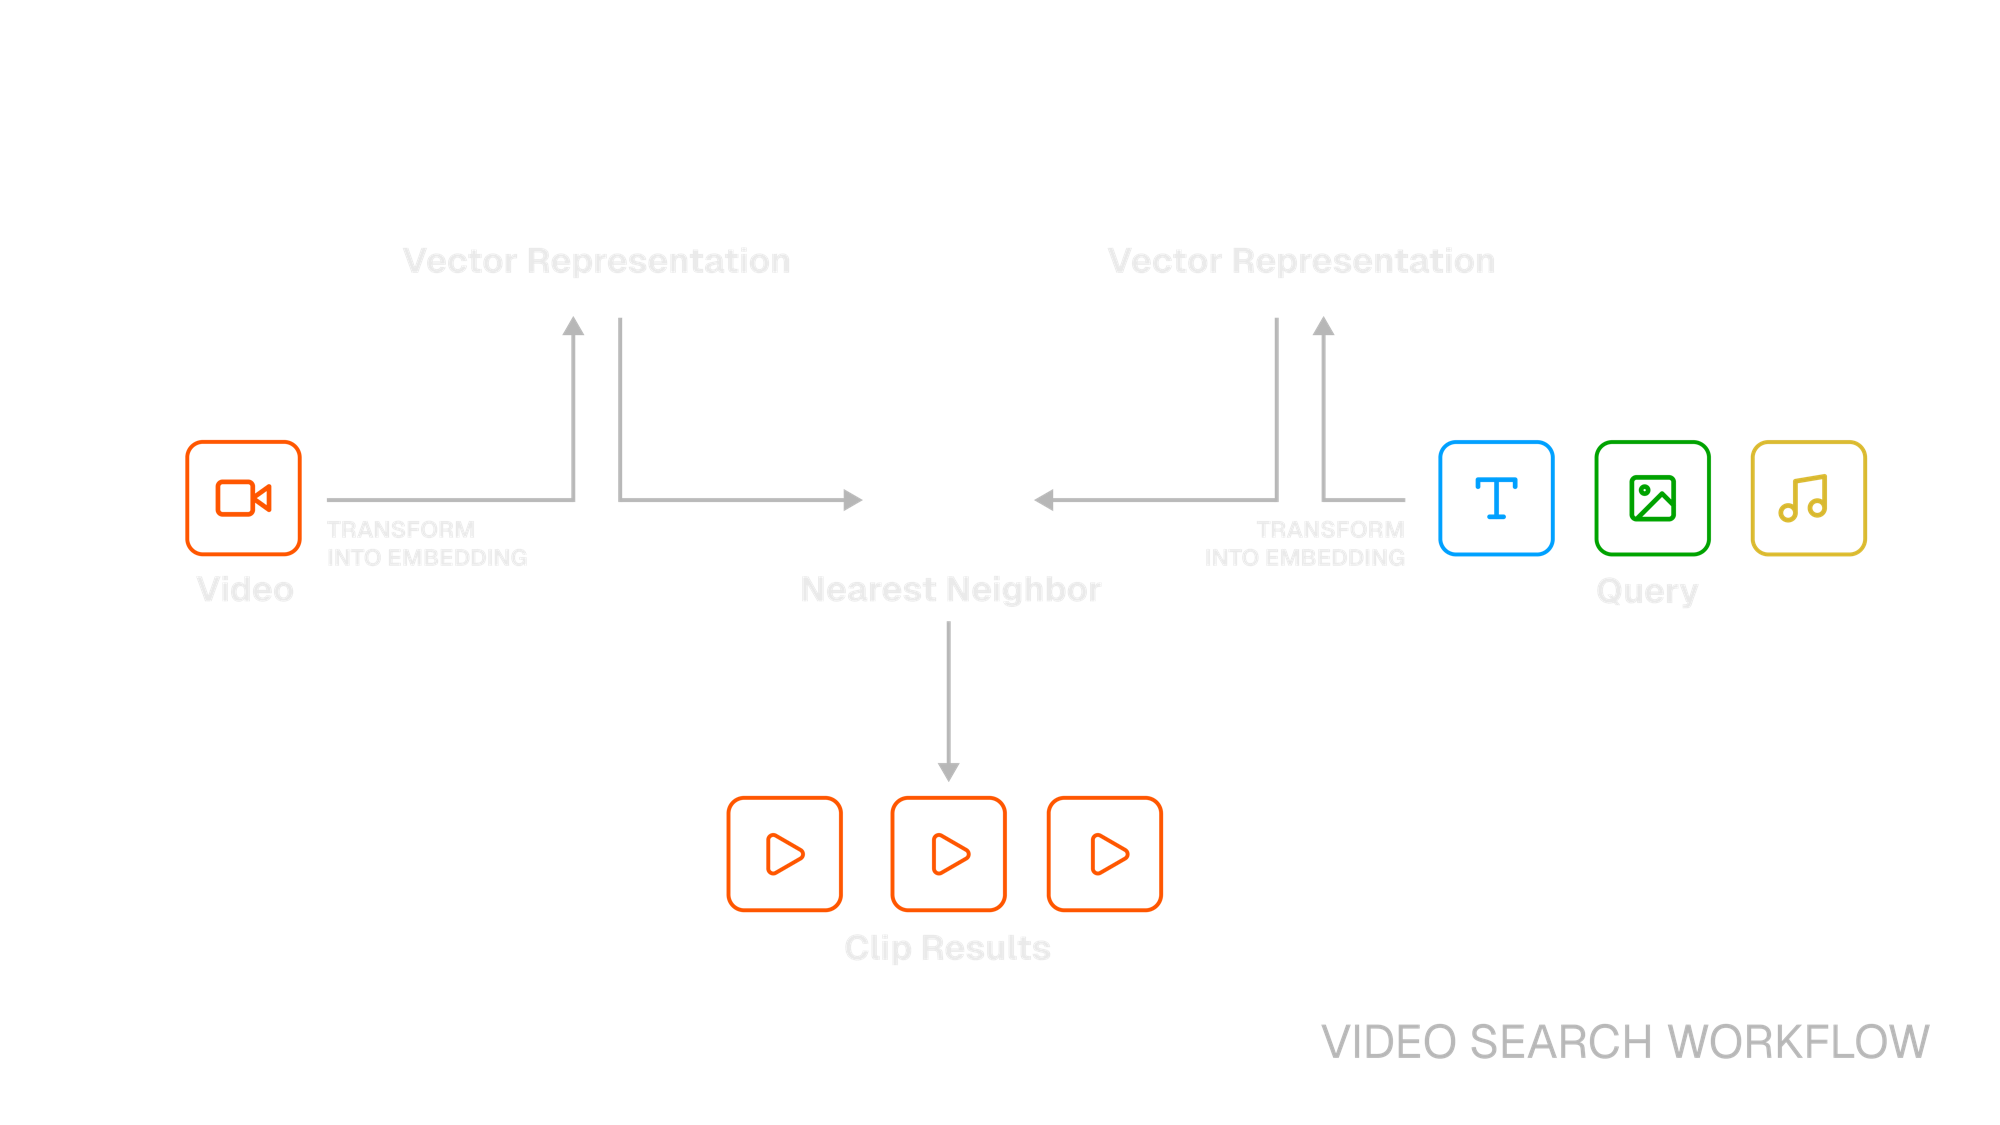 Vector Representation
Vector Representation
TRANSFORM
INTO EMBEDDING
TRANSFORM
INTO EMBEDDING
Video
Nearest Neighbor
Query
Clip Results
VIDEO SEARCH WORKFLOW